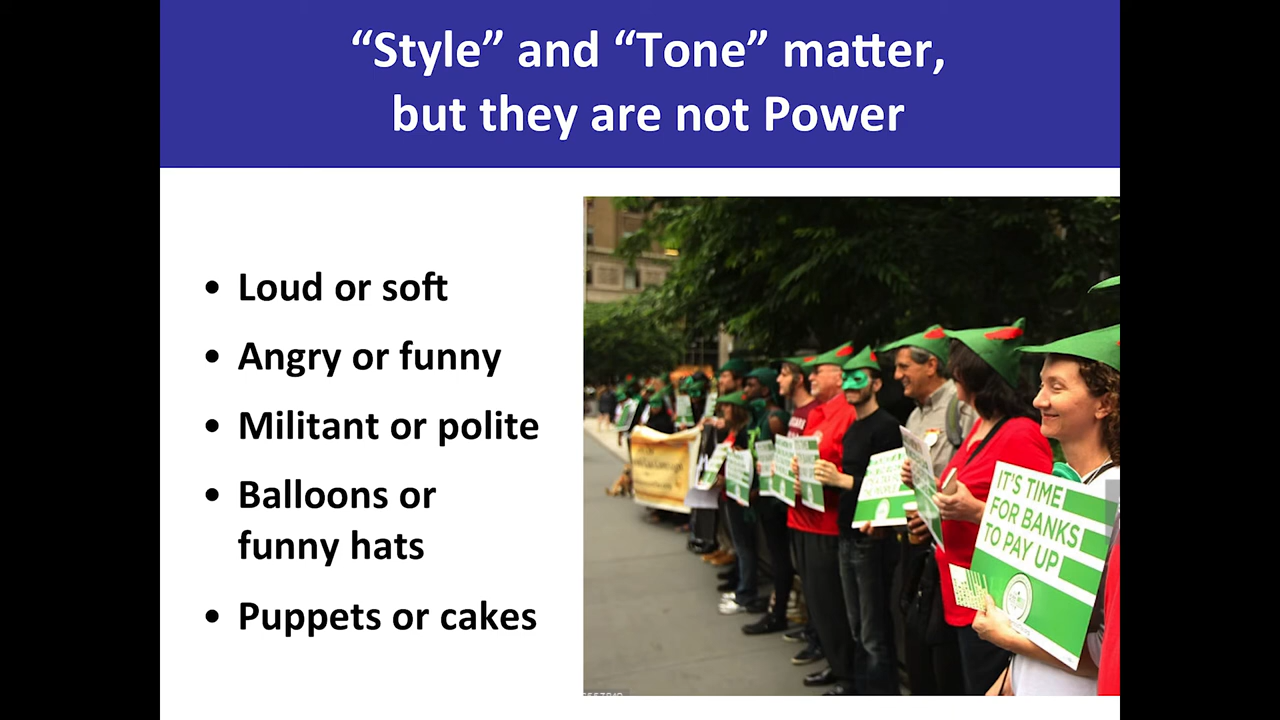 “Style” and “Tone” matter,
but they are not Power
• Loud or soft
• Angry or funny
• Militant or polite
• Balloons or
funny hats
• Puppets or cakes
IT'S TIME
FOR BANKS
TO PAY UP